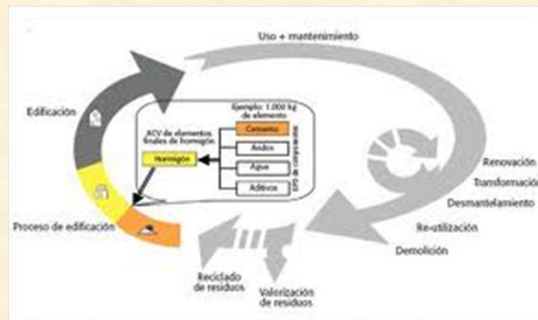 Uso + mantenimiento
Edificación
Ejemplo: 1.000 kg
de elemento
ACV de elementos
finales de hormigón
Cemento
Áridos
Hormigón
Agua
Aditivos
EPD de componentes
Renovación
Transformación
Desmantelamiento
Proceso de edificación
Re-utilización
Demolición
Reciclado
de residuos
Valorización
de residuos